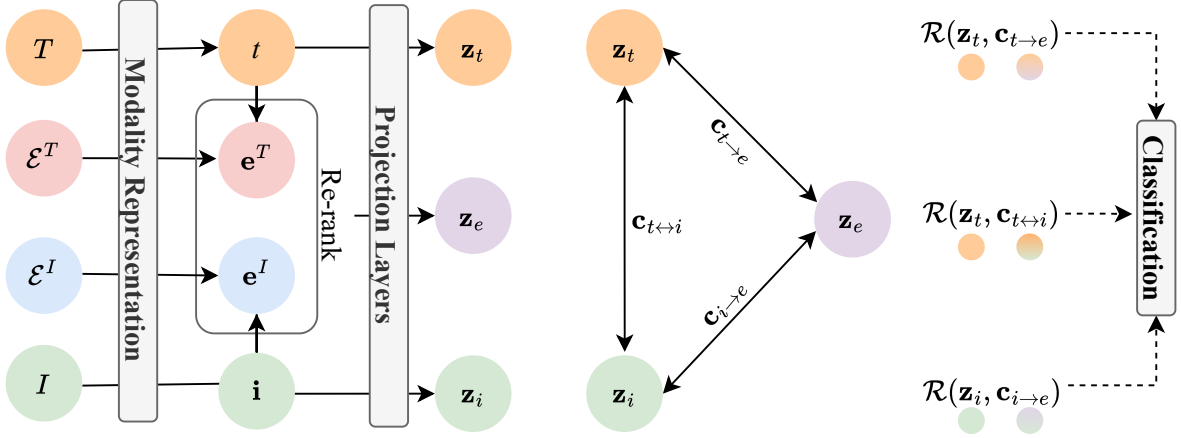 T
t
𝐳_t
𝓔^T
𝐞^T
𝓔^I
𝐞^I
I
𝐢
𝐳_i
Modality Representation
Re-rank
Projection Layers
𝐳_e
𝐳_t
𝐜_{t→e}
𝐜_{t↔i}
𝐳_e
𝐜_{i→e}
𝐳_i
𝓡(𝐳_t, 𝐜_{t→e})
𝓡(𝐳_t, 𝐜_{t↔i})
𝓡(𝐳_i, 𝐜_{i→e})
Classification